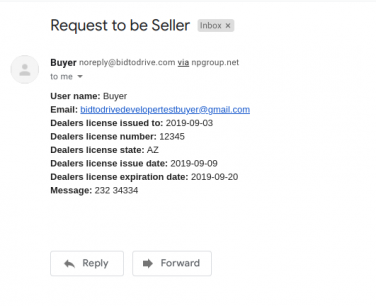 Request to be Seller Inbox ×
Buyer noreply@bidtodrive.com via npgroup.net
to me
User name: Buyer
Email: bidtodrivedevelopertestbuyer@gmail.com
Dealers license issued to: 2019-09-03
Dealers license number: 12345
Dealers license state: AZ
Dealers license issue date: 2019-09-09
Dealers license expiration date: 2019-09-20
Message: 232 34334
Reply Forward